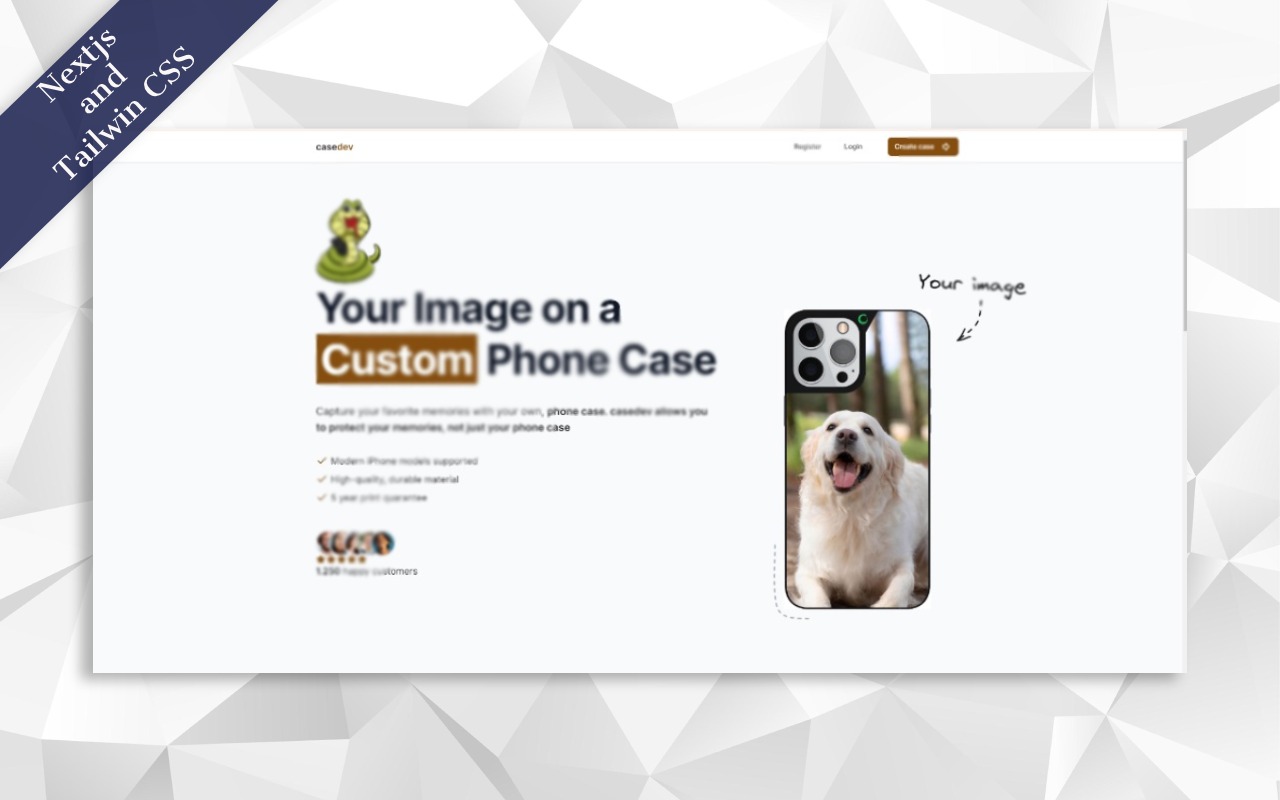 Nextjs
and
Tailwin CSS
casedev
Register
Login
Create case
Your Image on a
Custom Phone Case
Your image
Capture your favorite memories with your own, phone case. casedev allows you
to protect your memories, not just your phone case
Modern iPhone models supported
High-quality, durable material
5 year print guarantee
1.250 happy customers